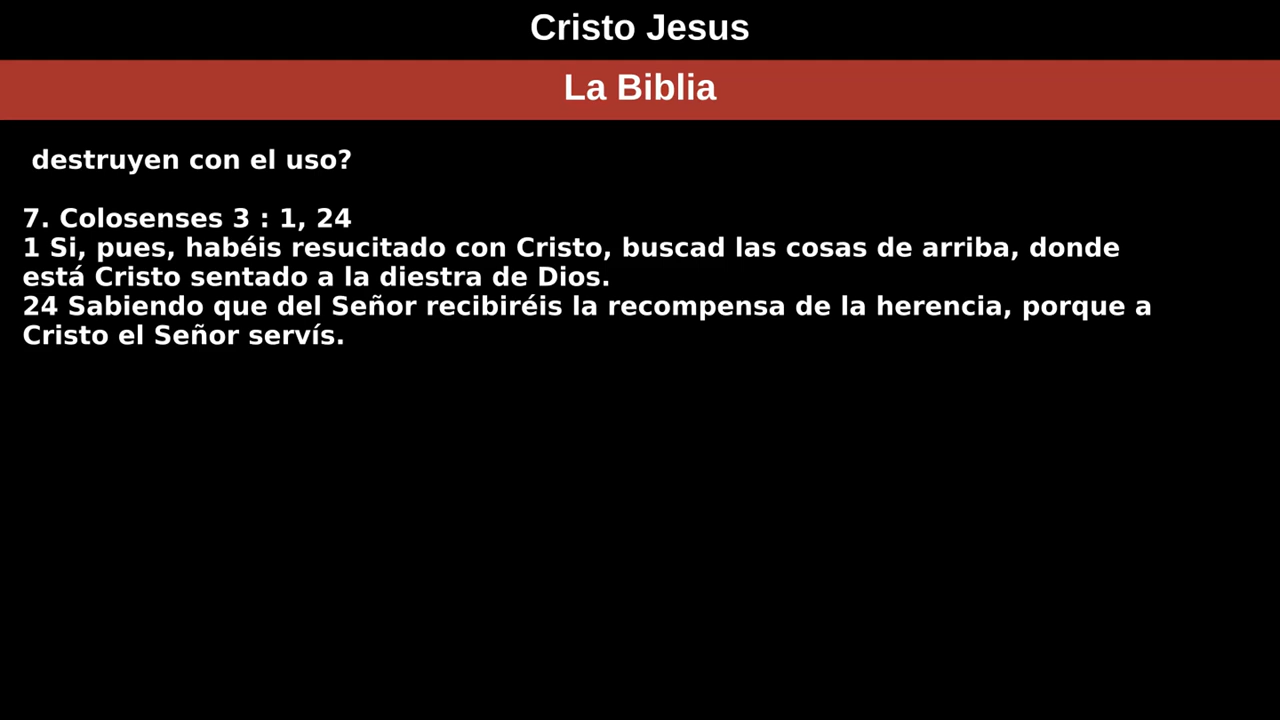 Cristo Jesus
La Biblia
destruyen con el uso?
7. Colosenses 3 : 1, 24
1 Si, pues, habéis resucitado con Cristo, buscad las cosas de arriba, donde
está Cristo sentado a la diestra de Dios.
24 Sabiendo que del Señor recibiréis la recompensa de la herencia, porque a
Cristo el Señor servís.